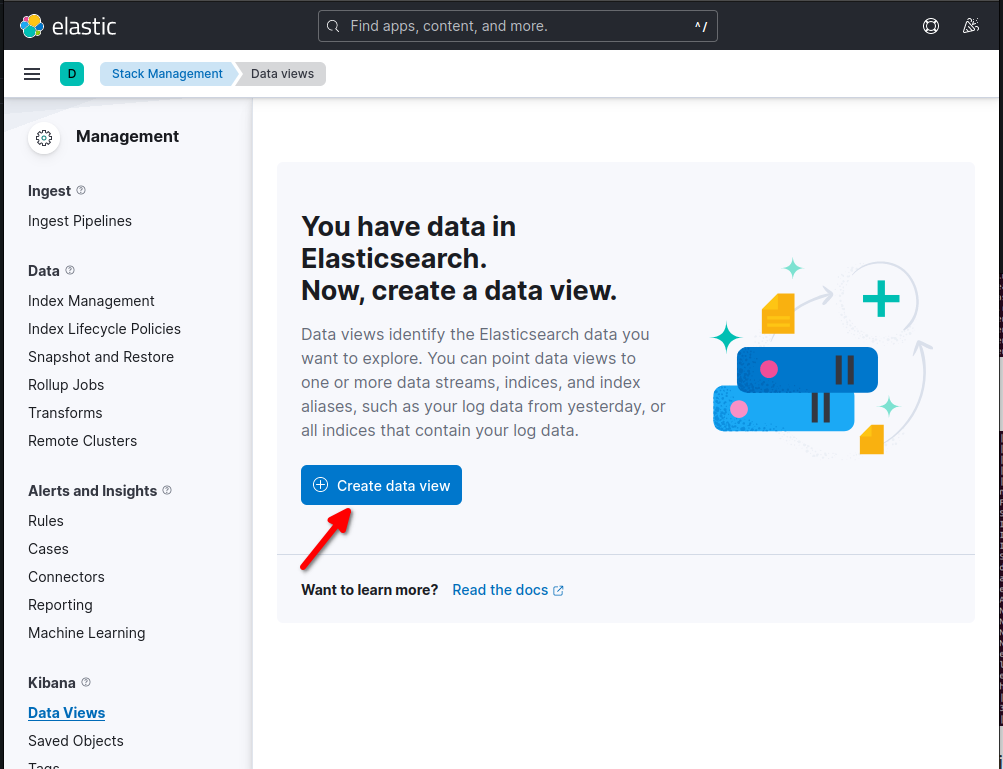 elastic
Find apps, content, and more.
^/
D
Stack Management
Data views
Management
Ingest
Ingest Pipelines
Data
Index Management
Index Lifecycle Policies
Snapshot and Restore
Rollup Jobs
Transforms
Remote Clusters
Alerts and Insights
Rules
Cases
Connectors
Reporting
Machine Learning
Kibana
Data Views
Saved Objects
Tags
You have data in
Elasticsearch.
Now, create a data view.
Data views identify the Elasticsearch data you
want to explore. You can point data views to
one or more data streams, indices, and index
aliases, such as your log data from yesterday, or
all indices that contain your log data.
Create data view
Want to learn more? Read the docs